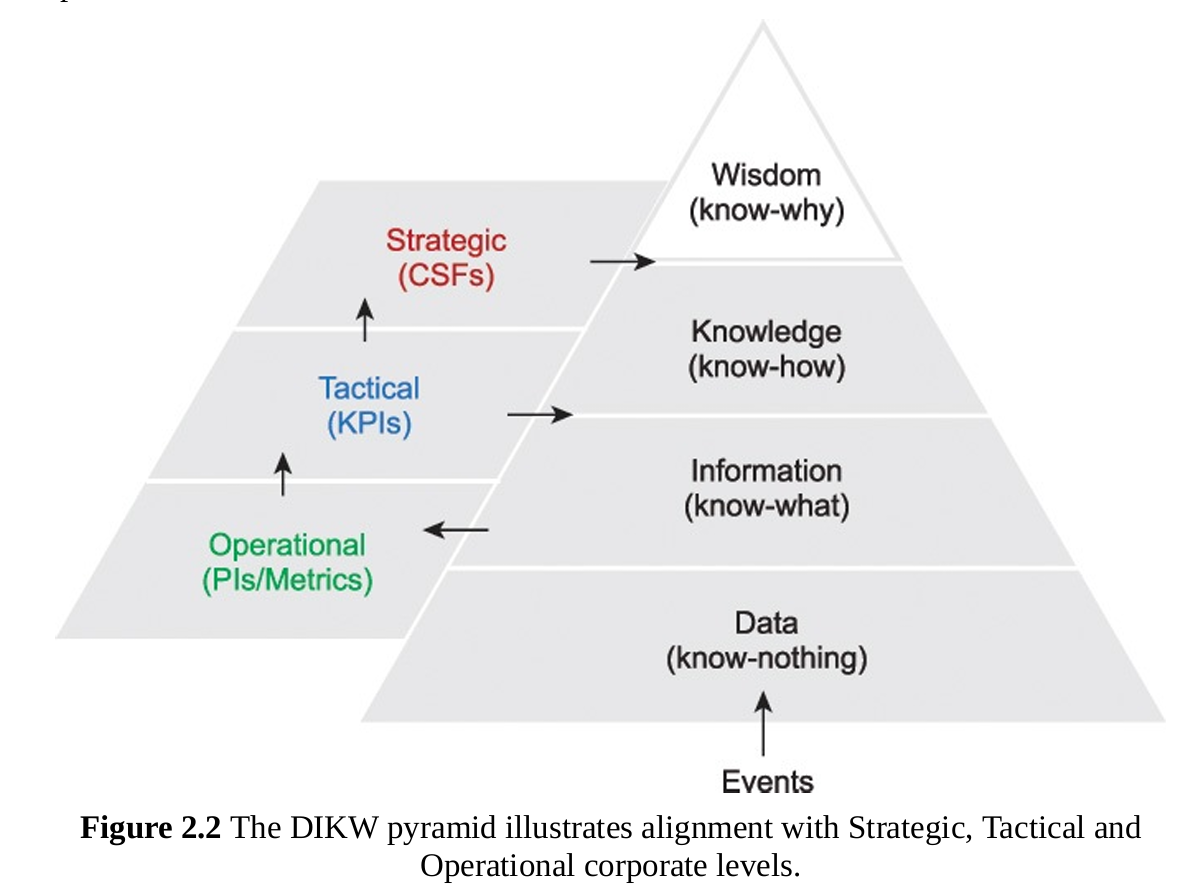 Wisdom
(know-why)
Strategic
(CSFs)
Knowledge
(know-how)
Tactical
(KPIs)
Information
(know-what)
Operational
(PIs/Metrics)
Data
(know-nothing)
Events
Figure 2.2 The DIKW pyramid illustrates alignment with Strategic, Tactical and
Operational corporate levels.